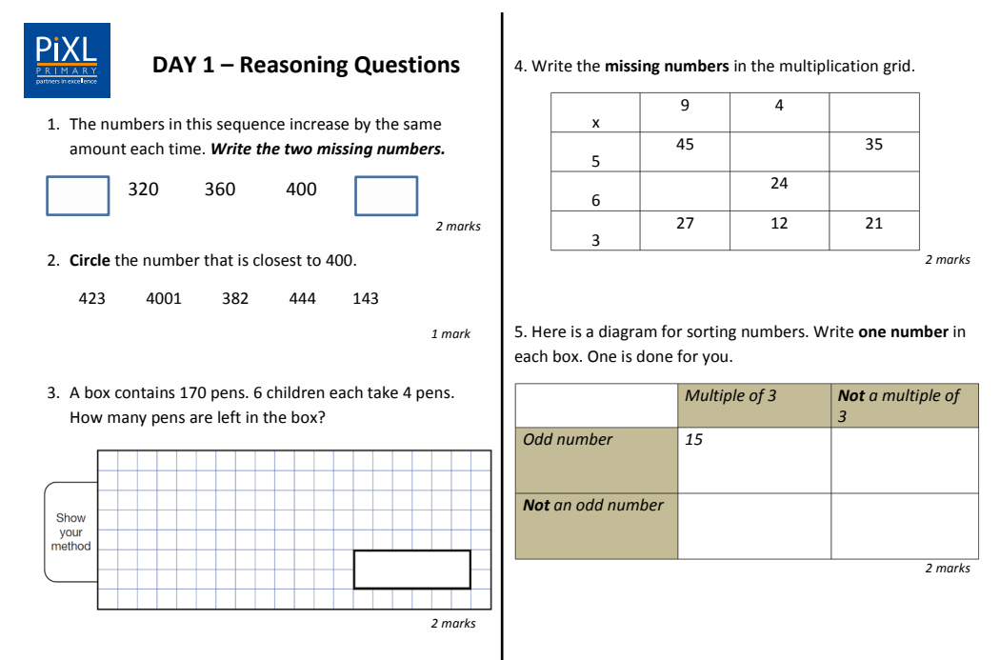 PiXL
PRIMARY
partners in excellence
DAY 1 – Reasoning Questions
1. The numbers in this sequence increase by the same
amount each time. Write the two missing numbers.
320 360 400
2 marks
2. Circle the number that is closest to 400.
423 4001 382 444 143
1 mark
3. A box contains 170 pens. 6 children each take 4 pens.
How many pens are left in the box?
Show
your
method
2 marks
4. Write the missing numbers in the multiplication grid.
x 9 4
5 45 35
6 24
3 27 12 21
2 marks
5. Here is a diagram for sorting numbers. Write one number in
each box. One is done for you.
Multiple of 3 Not a multiple of
3
Odd number 15
Not an odd number
2 marks